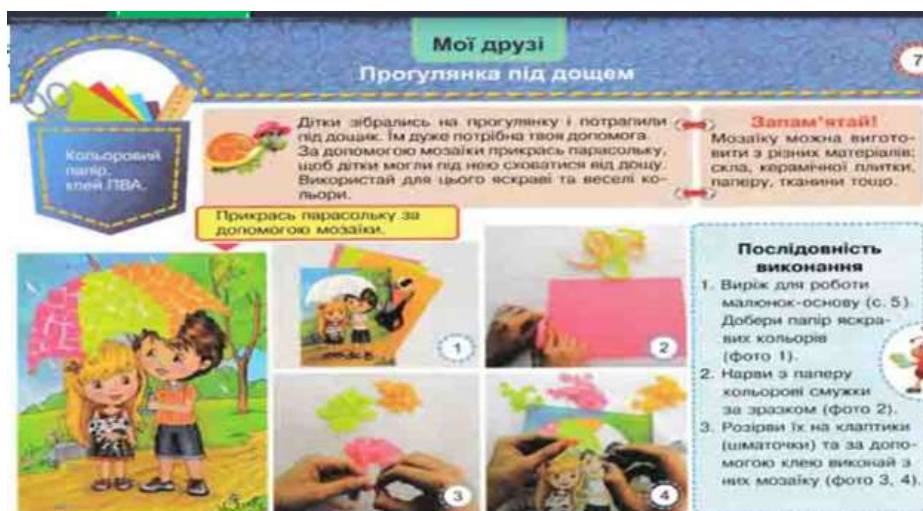 Мої друзі
Прогулянка під дощем
7
Кольоровий
папір,
клей ПВА.
Дітки зібрались на прогулянку і потрапили
під дощик. Їм дуже потрібна твоя допомога.
За допомогою мозаїки прикрась парасольку,
щоб дітки могли під нею сховатися від дощу.
Використай для цього яскраві та веселі ко-
льори.
Запам'ятай!
Мозаїку можна вигото-
вити з різних матеріалів:
скла, керамічної плитки,
паперу, тканини тощо.
Прикрась парасольку за
допомогою мозаїки.
1
2
3
4
Послідовність
виконання
1. Виріж для роботи
малюнок-основу (с. 5).
Добери папір яскра-
вих кольорів
(фото 1).
2. Нарви з паперу
кольорові смужки
за зразком (фото 2).
3. Розірви їх на клаптики
(шматочки) та за допо-
могою клею виконай з
них мозаїку (фото 3, 4).